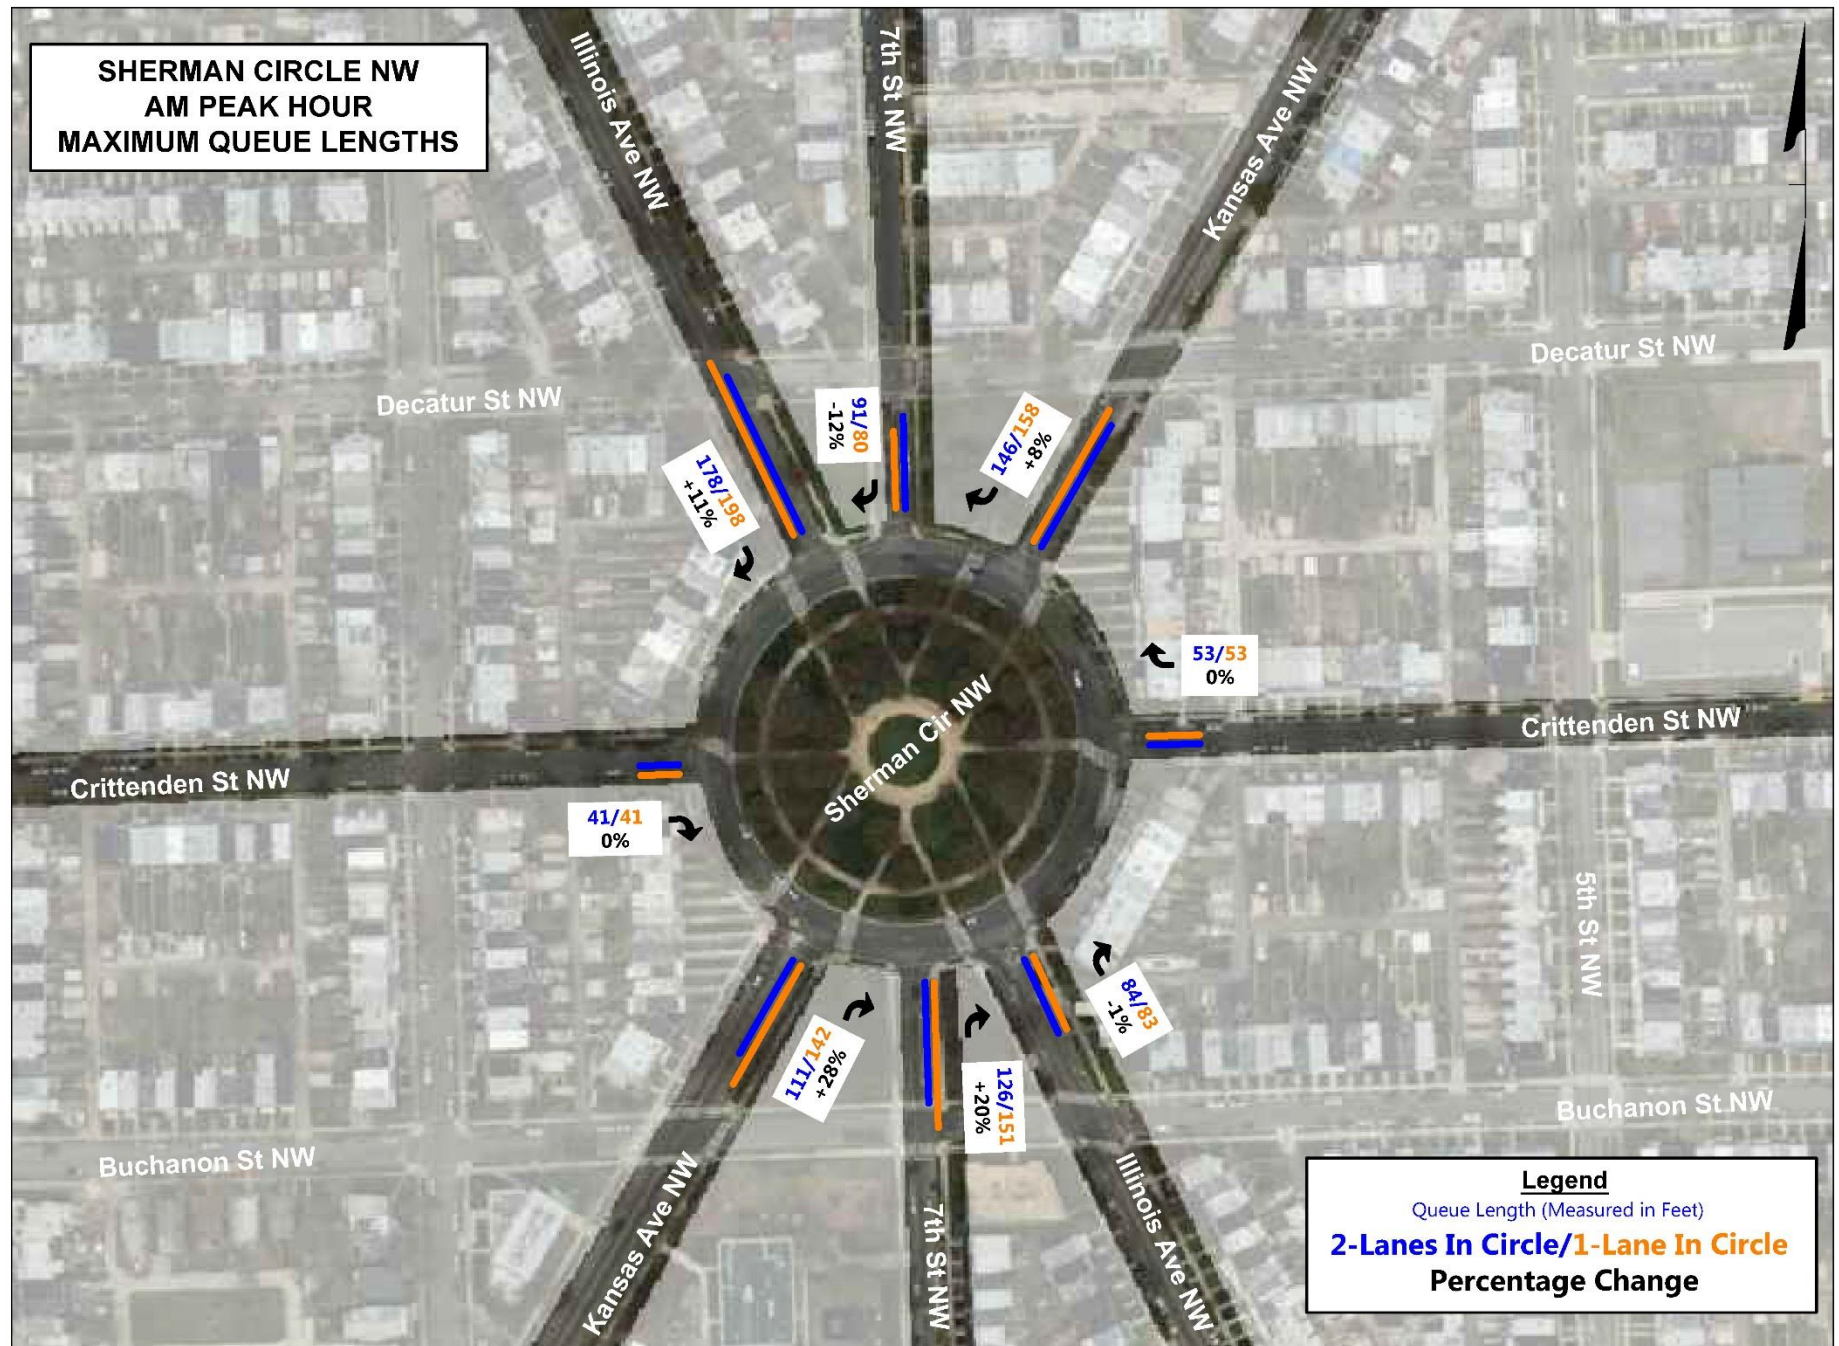 SHERMAN CIRCLE NW
AM PEAK HOUR
MAXIMUM QUEUE LENGTHS
Illinois Ave NW
7th St NW
Kansas Ave NW
Decatur St NW
Decatur St NW
178/198
+11%
91/80
-12%
146/158
+8%
53/53
0%
Crittenden St NW
Sherman Cir NW
Crittenden St NW
41/41
0%
5th St NW
111/142
+28%
126/151
+20%
84/83
-1%
Buchanon St NW
Buchanon St NW
Kansas Ave NW
7th St NW
Illinois Ave NW
Legend
Queue Length (Measured in Feet)
2-Lanes In Circle/1-Lane In Circle
Percentage Change